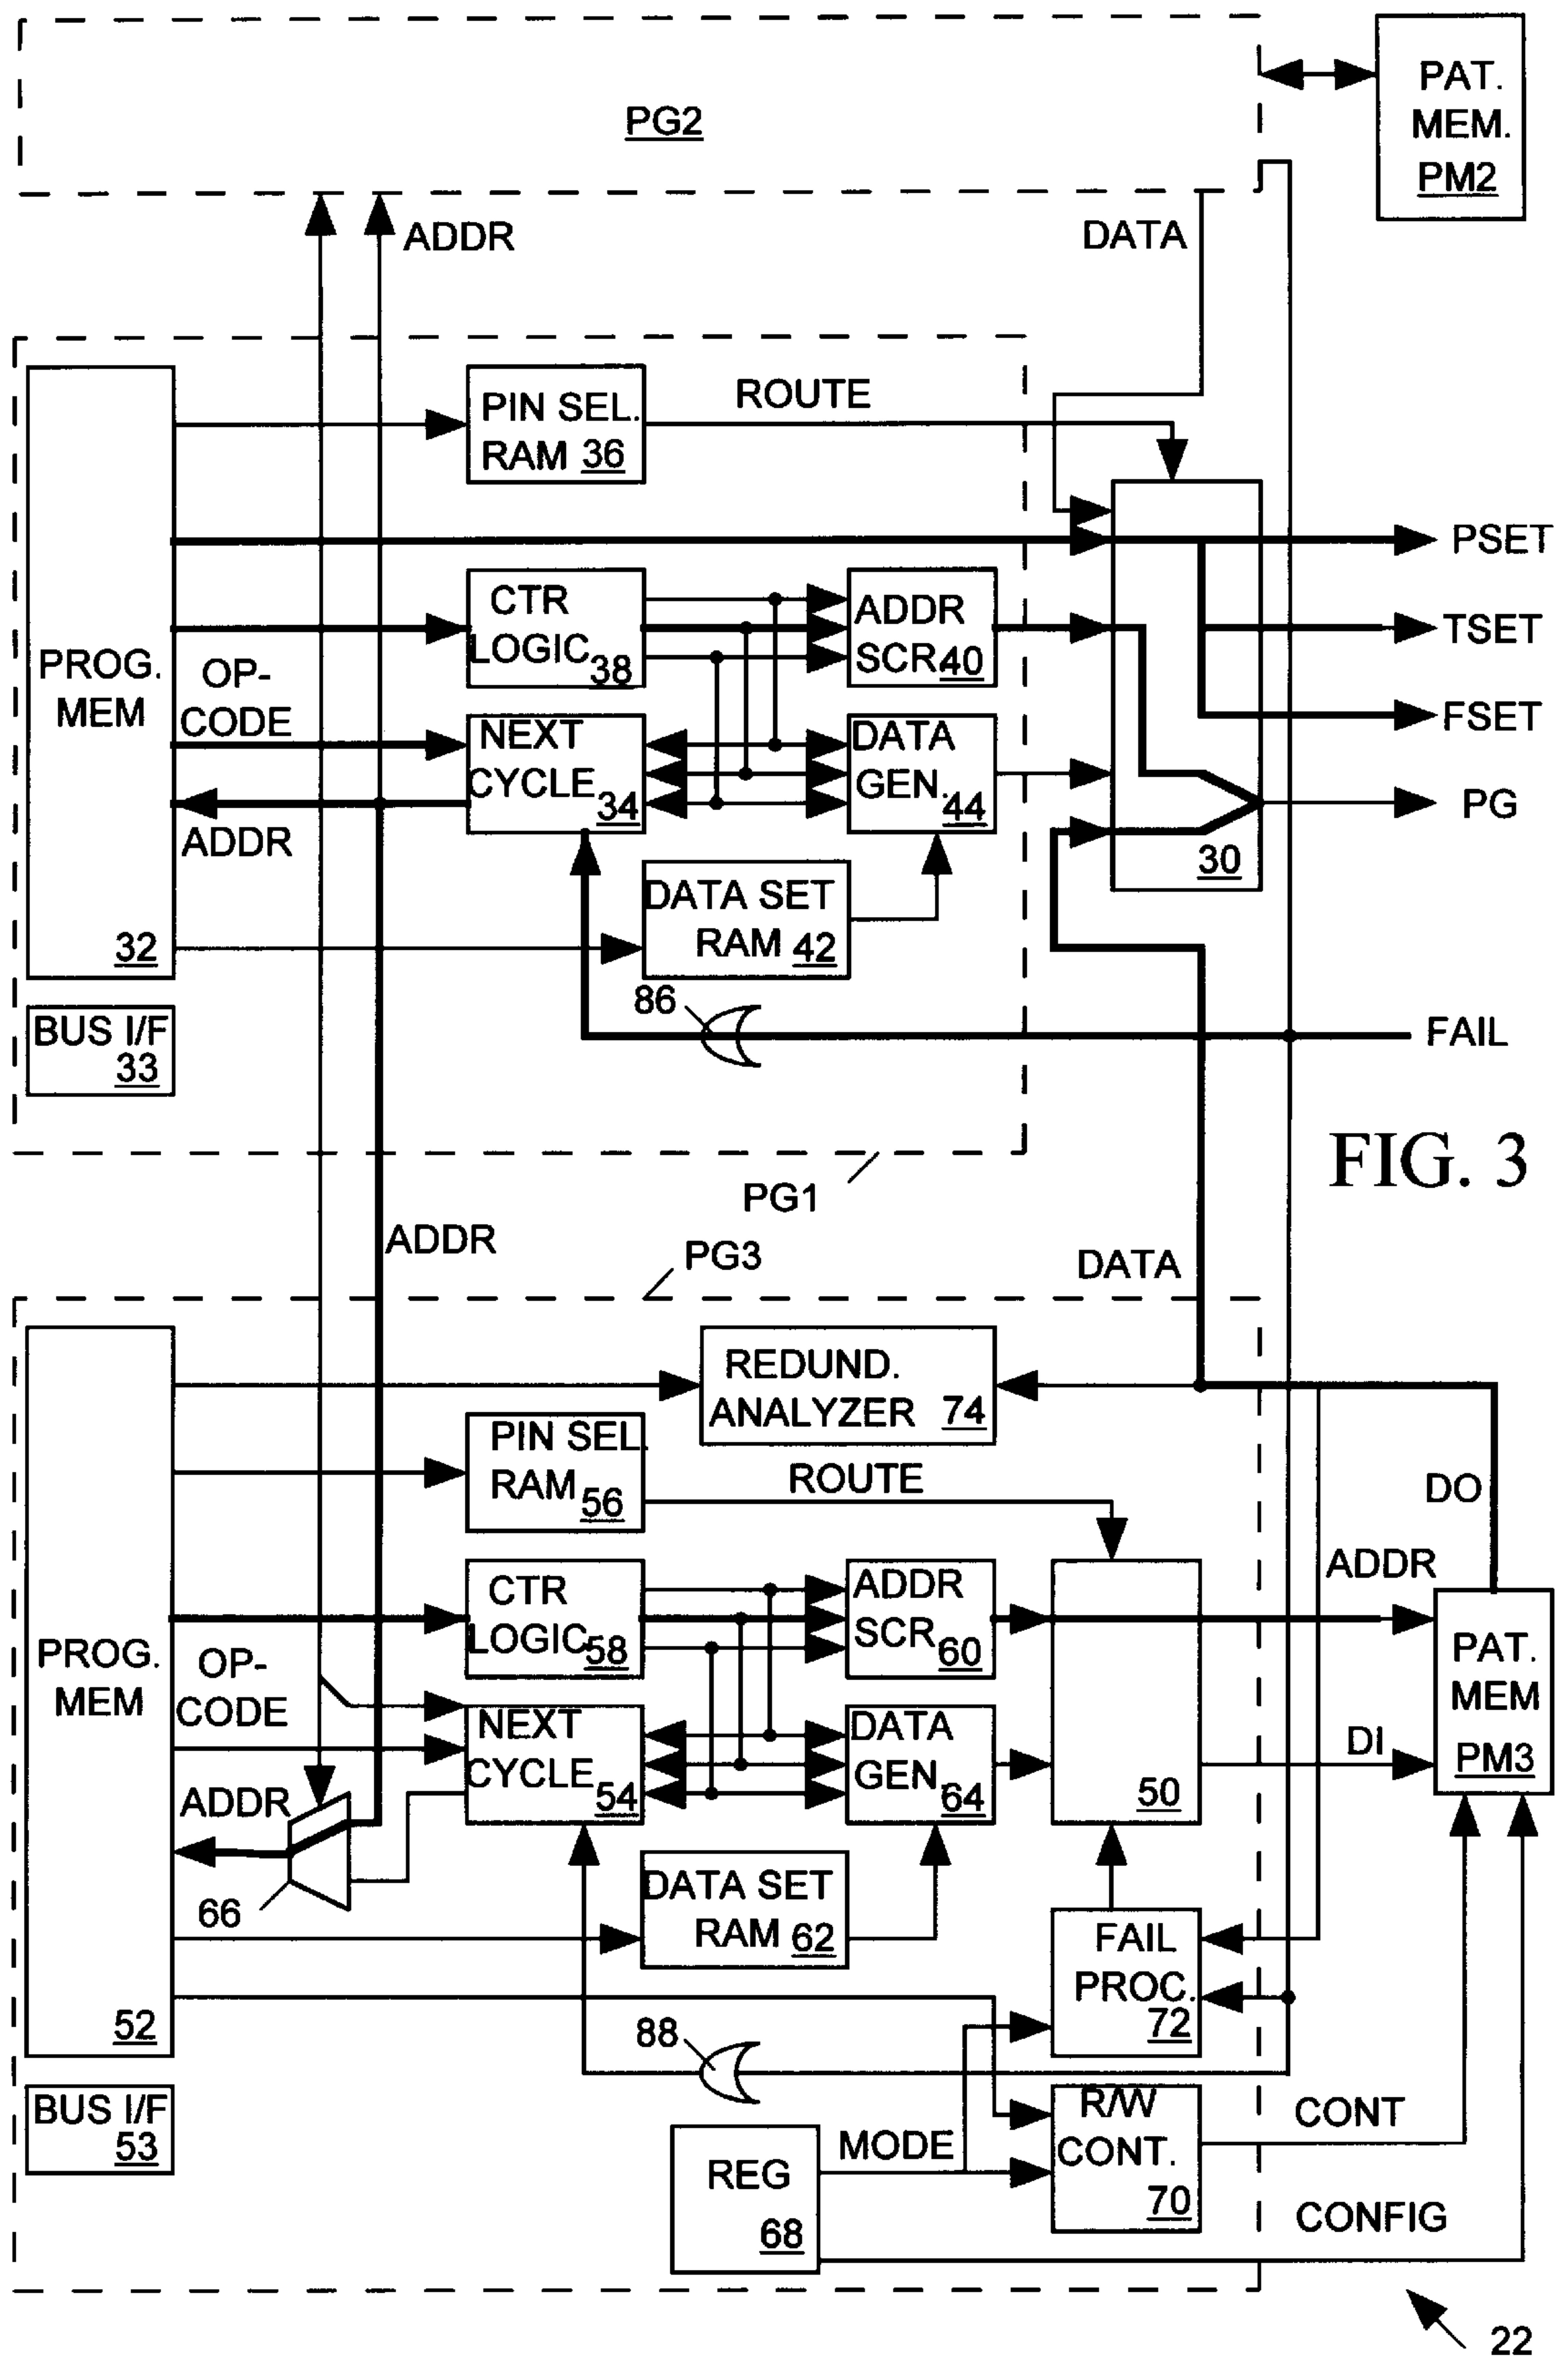 PG2
PAT.
MEM.
PM2
ADDR
DATA
PIN SEL.
RAM 36
ROUTE
PSET
CTR
LOGIC 38
ADDR
SCR. 40
TSET
PROG.
MEM
32
OP-
CODE
FSET
NEXT
CYCLE 34
DATA
GEN. 44
PG
ADDR
30
DATA SET
RAM 42
86
FAIL
BUS I/F
33
FIG. 3
PG1
ADDR
PG3
DATA
REDUND.
ANALYZER 74
PIN SEL.
RAM 56
ROUTE
DO
CTR
LOGIC 58
ADDR
SCR. 60
ADDR
PROG.
MEM
52
OP-
CODE
PAT.
MEM
PM3
NEXT
CYCLE 54
DATA
GEN. 64
50
DI
ADDR
66
DATA SET
RAM 62
FAIL
PROC.
72
88
BUS I/F
53
R/W
CONT.
70
CONT
MODE
REG
68
CONFIG
22